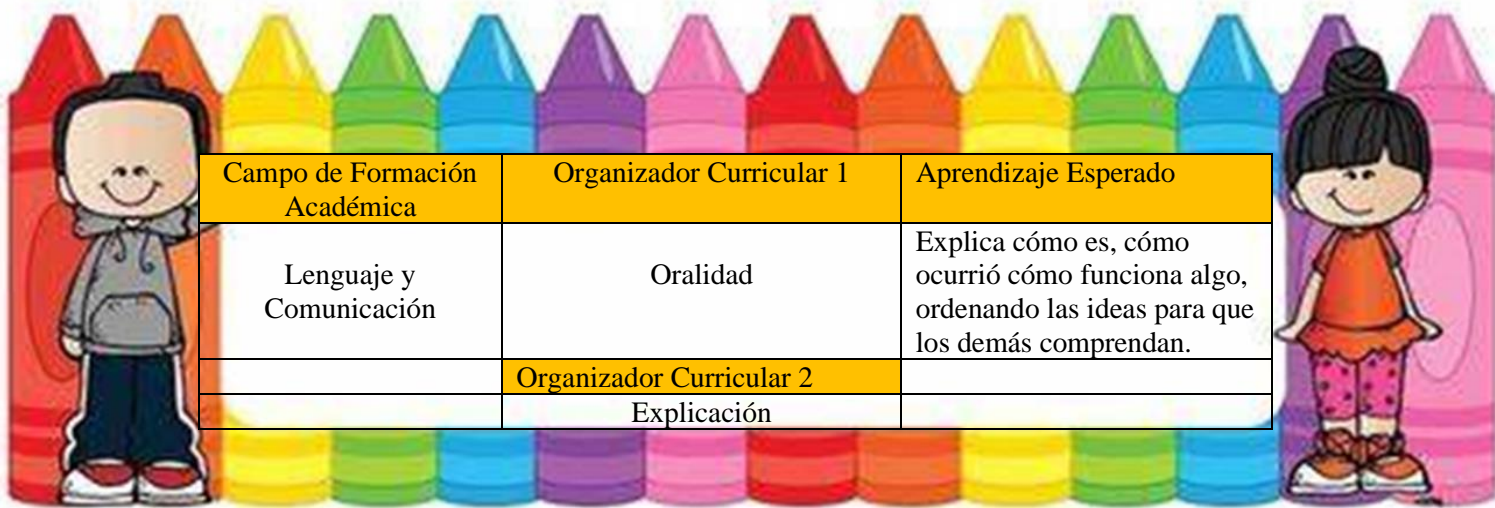 Campo de Formación
Académica
Organizador Curricular 1
Aprendizaje Esperado
Lenguaje y
Comunicación
Oralidad
Explica cómo es, cómo
ocurrió cómo funciona algo,
ordenando las ideas para que
los demás comprendan.
Organizador Curricular 2
Explicación